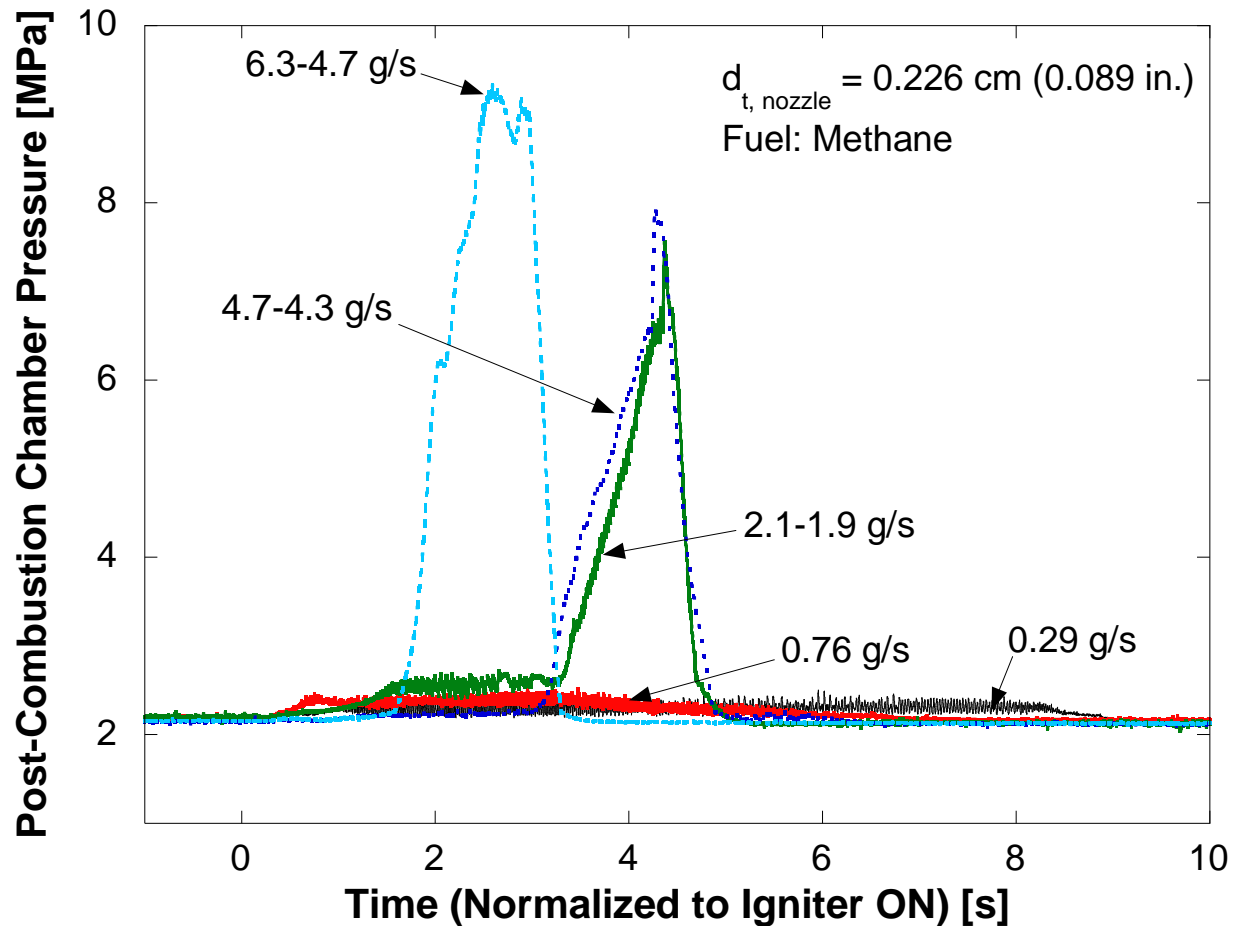 10
8
6
4
2
Post-Combustion Chamber Pressure [MPa]
6.3-4.7 g/s
d t, nozzle = 0.226 cm (0.089 in.)
Fuel: Methane
4.7-4.3 g/s
2.1-1.9 g/s
0.76 g/s
0.29 g/s
0 2 4 6 8 10
Time (Normalized to Igniter ON) [s]